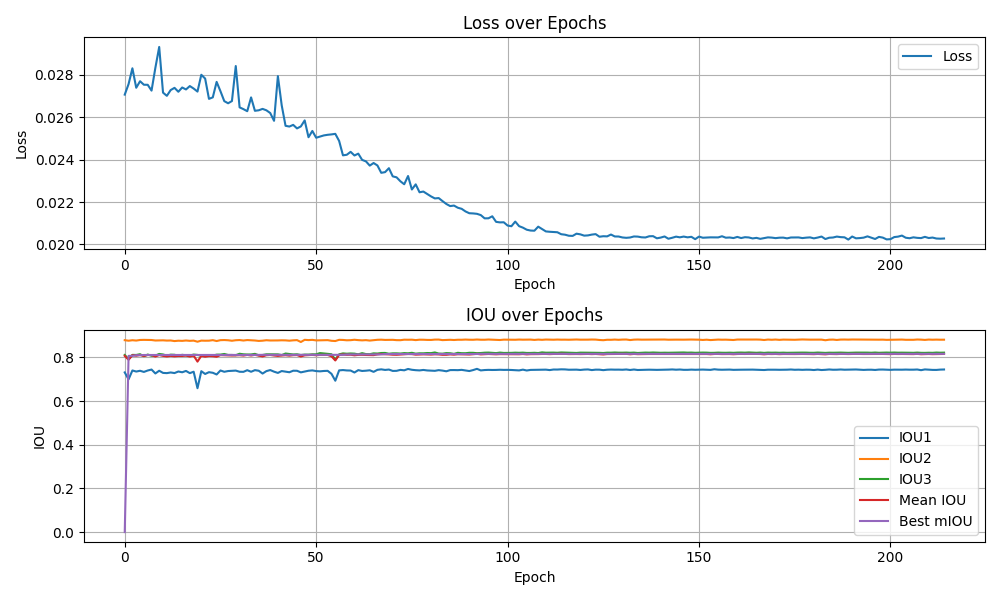 Loss over Epochs
Loss
0.028
0.026
0.024
0.022
0.020
Loss
0 50 100 150 200
Epoch
IOU over Epochs
0.8
0.6
0.4
0.2
0.0
IOU
IOU1
IOU2
IOU3
Mean IOU
Best mIOU
0 50 100 150 200
Epoch